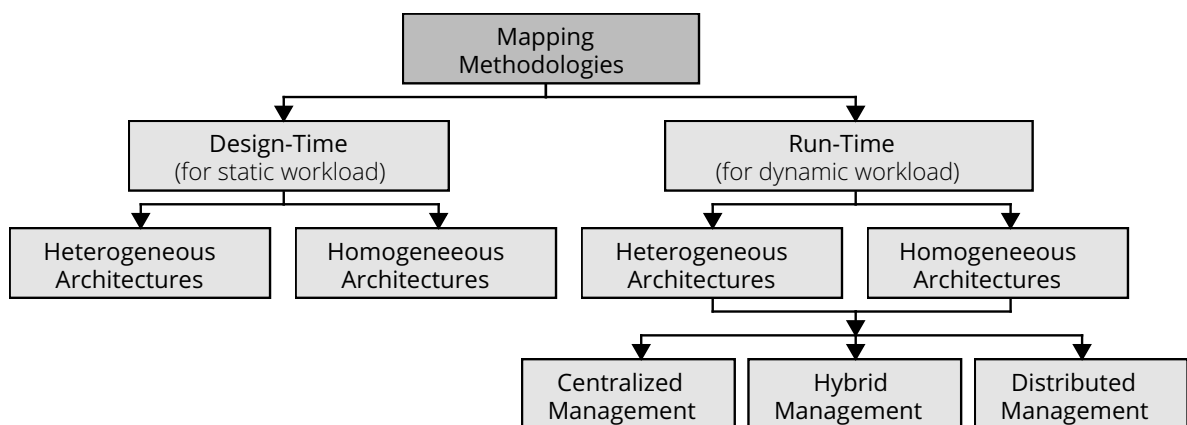 Mapping
Methodologies
Design-Time
(for static workload)
Run-Time
(for dynamic workload)
Heterogeneous
Architectures
Homogeneeous
Architectures
Heterogeneous
Architectures
Homogeneeous
Architectures
Centralized
Management
Hybrid
Management
Distributed
Management